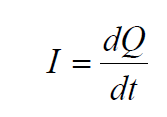 I = dQ/dt